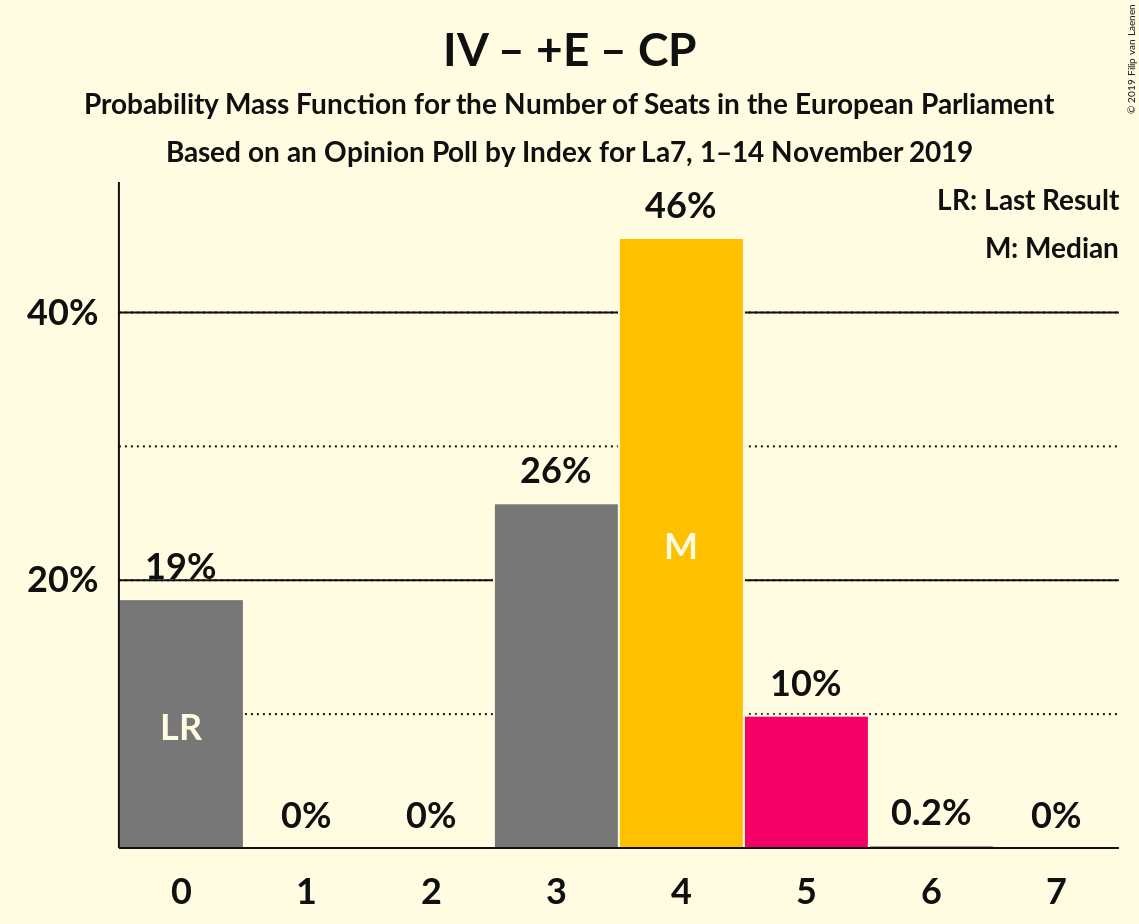 IV – +E – CP
Probability Mass Function for the Number of Seats in the European Parliament
Based on an Opinion Poll by Index for La7, 1–14 November 2019
© 2019 Filip van Laenen
LR: Last Result
M: Median
46%
40%
26%
M
19%
20%
10%
LR
0%
0%
0.2%
0%
0 1 2 3 4 5 6 7